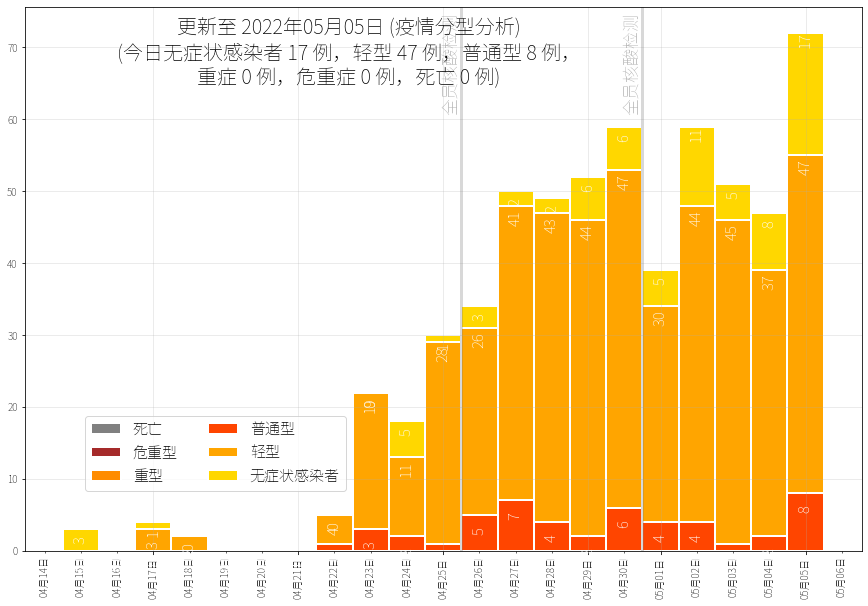 更新至 2022年05月05日 (疫情分型分析)
(今日无症状感染者 17 例，轻型 47 例，普通型 8 例，
重症 0 例，危重症 0 例，死亡 0 例)
全员核酸检测
全员核酸检测
70
60
50
40
30
20
10
0
17
47
8
6
47
6
11
44
4
5
45
8
37
5
30
4
6
44
2
43
4
2
41
7
3
26
5
1
28
5
11
19
3
4
0
3
1
3
0
死亡
普通型
危重型
轻型
重型
无症状感染者
04月14日
04月15日
04月16日
04月17日
04月18日
04月19日
04月20日
04月21日
04月22日
04月23日
04月24日
04月25日
04月26日
04月27日
04月28日
04月29日
04月30日
05月01日
05月02日
05月03日
05月04日
05月05日
05月06日